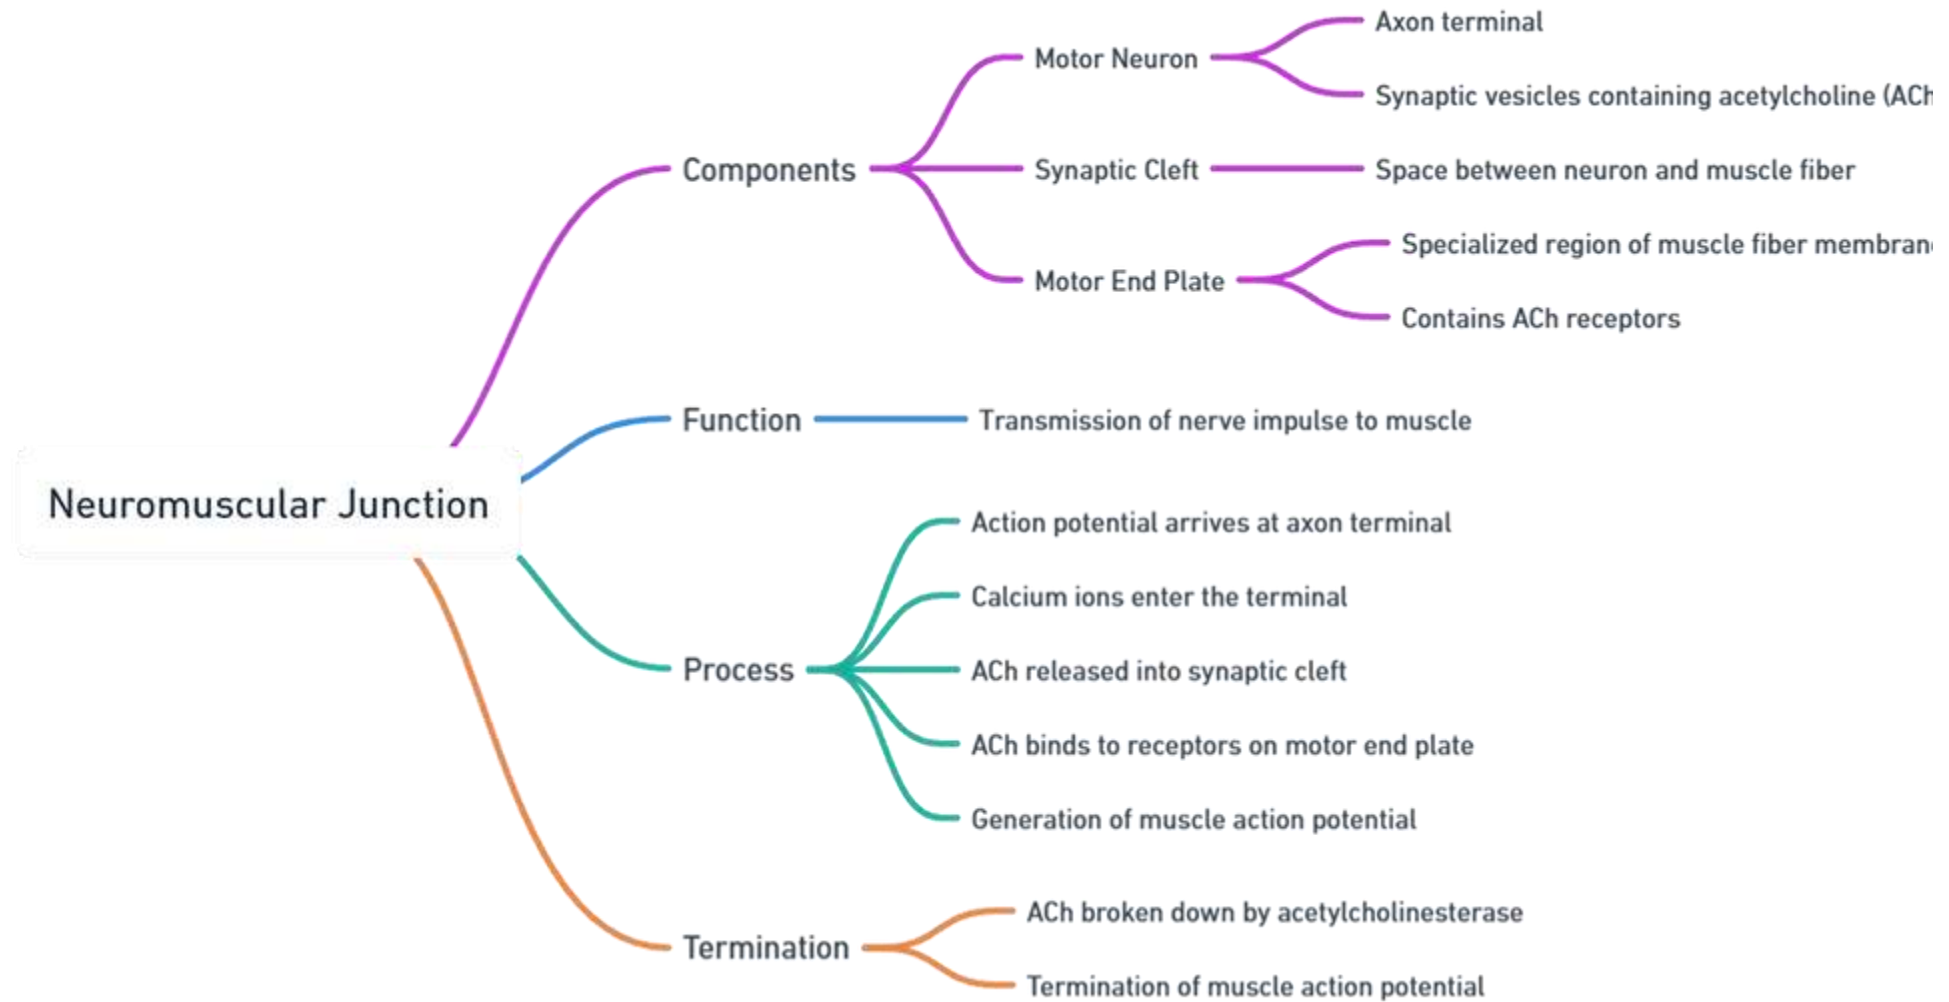 Neuromuscular Junction
Components
Motor Neuron
Axon terminal
Synaptic vesicles containing acetylcholine (ACh
Synaptic Cleft
Space between neuron and muscle fiber
Motor End Plate
Specialized region of muscle fiber membran
Contains ACh receptors
Function
Transmission of nerve impulse to muscle
Process
Action potential arrives at axon terminal
Calcium ions enter the terminal
ACh released into synaptic cleft
ACh binds to receptors on motor end plate
Generation of muscle action potential
Termination
ACh broken down by acetylcholinesterase
Termination of muscle action potential